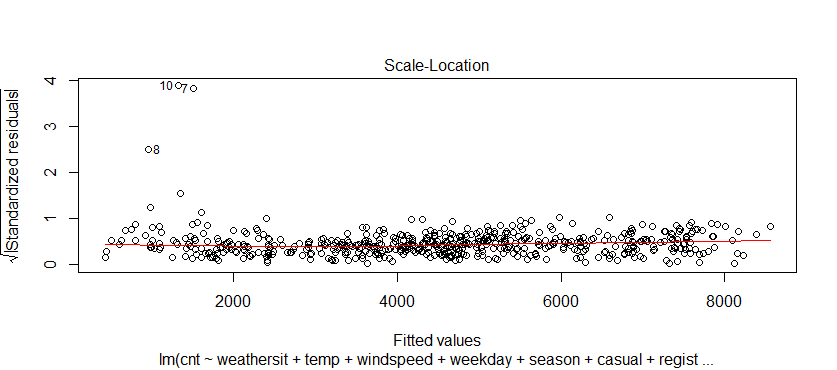 Scale-Location
√|Standardized residuals|
4
3
2
1
0
10
7
8
2000 4000 6000 8000
Fitted values
lm(cnt ~ weathersit + temp + windspeed + weekday + season + casual + regist ...